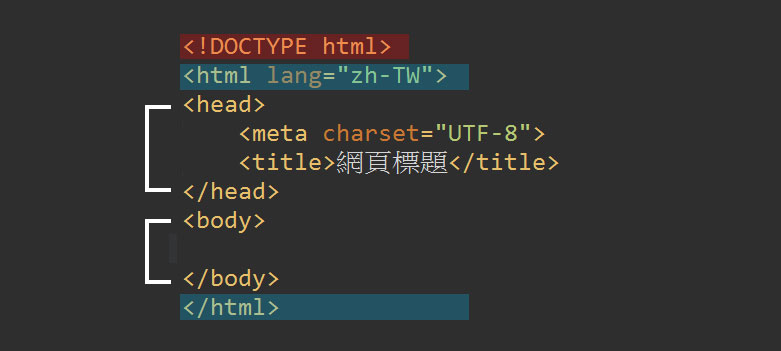 <!DOCTYPE html>
<html lang="zh-TW">
<head>
    <meta charset="UTF-8">
    <title>網頁標題</title>
</head>
<body>
</body>
</html>